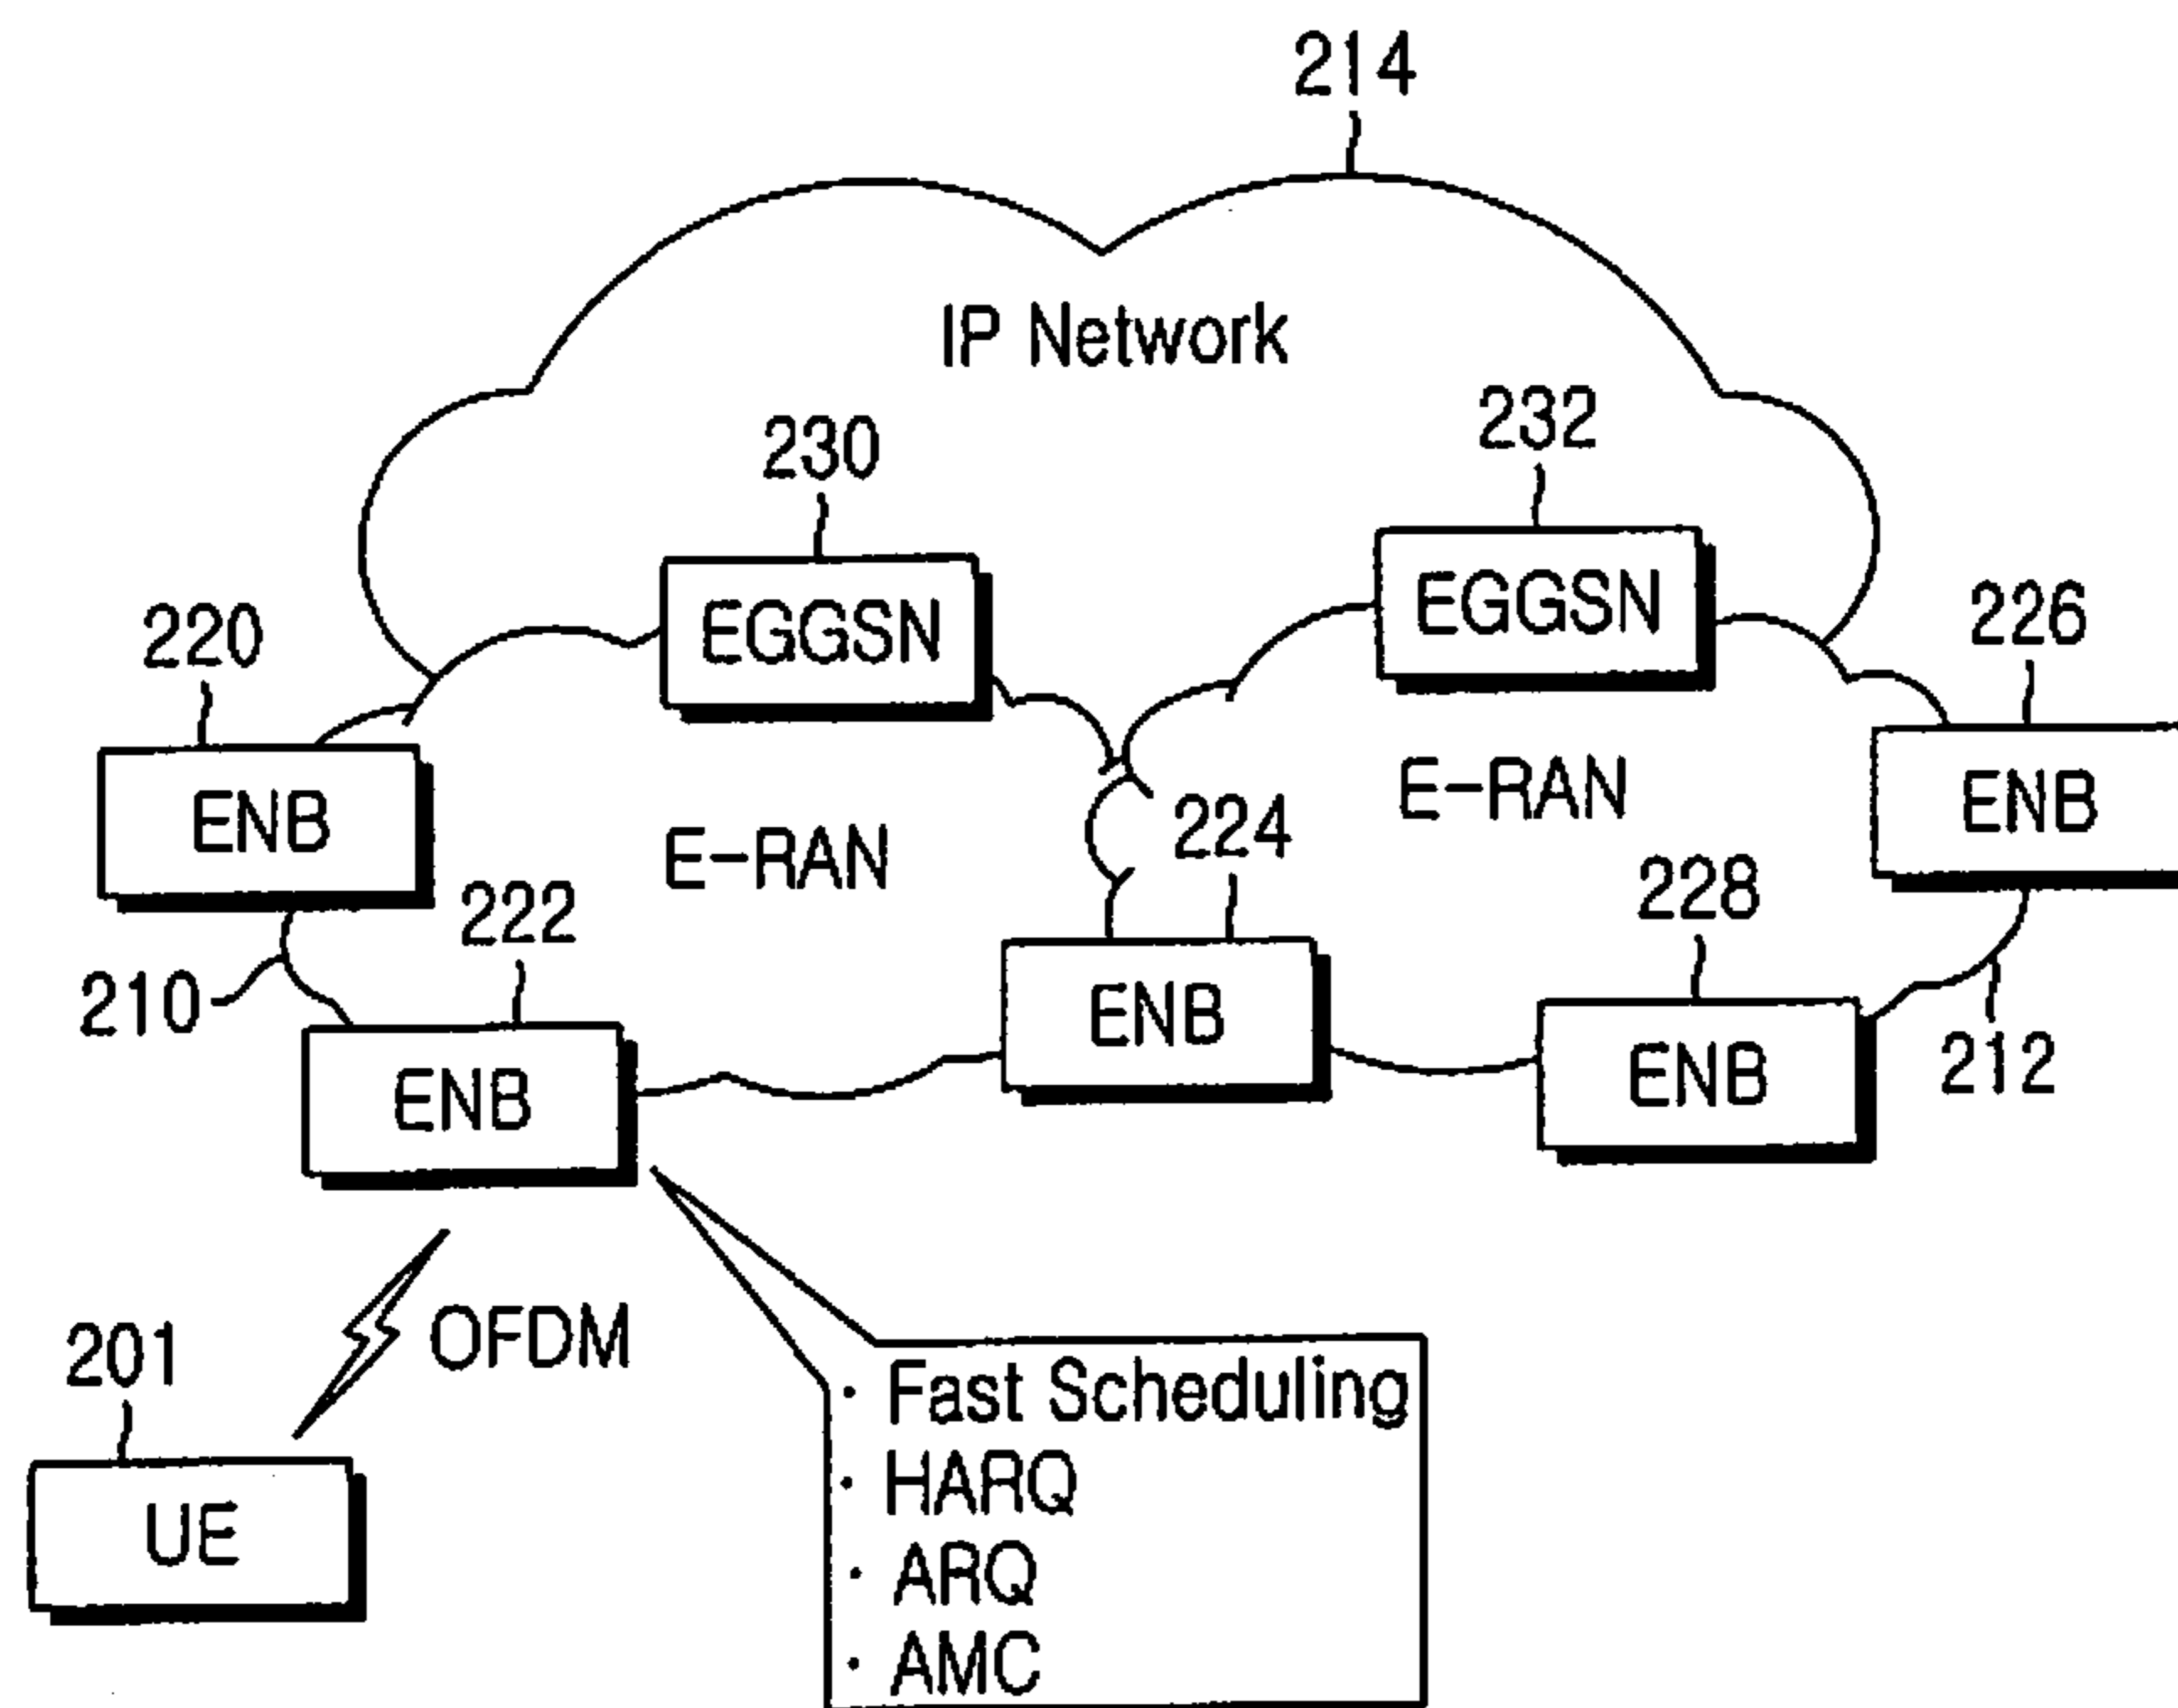 214
IP Network
232
230
EGGSN
226
220
EGGSN
E-RAN
224
ENB
ENB
E-RAN
228
222
210
ENB
212
ENB
ENB
OFDM
201
· Fast Scheduling
· HARQ
UE
· ARQ
· AMC